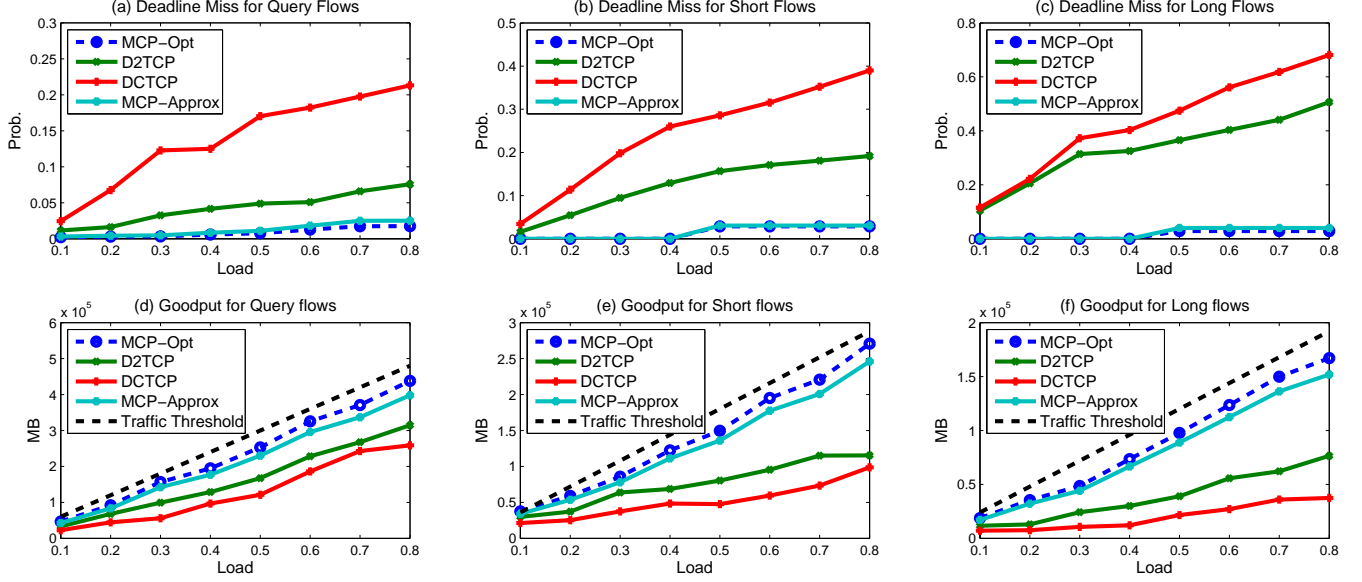 (a) Deadline Miss for Query Flows
0.3
0.25
0.2
0.15
0.1
0.05
0
Prob.
MCP-Opt
D2TCP
DCTCP
MCP-Approx
0.1 0.2 0.3 0.4 0.5 0.6 0.7 0.8
Load
(b) Deadline Miss for Short Flows
0.5
0.4
0.3
0.2
0.1
0
Prob.
MCP-Opt
D2TCP
DCTCP
MCP-Approx
0.1 0.2 0.3 0.4 0.5 0.6 0.7 0.8
Load
(c) Deadline Miss for Long Flows
0.8
0.6
0.4
0.2
0
Prob.
MCP-Opt
D2TCP
DCTCP
MCP-Approx
0.1 0.2 0.3 0.4 0.5 0.6 0.7 0.8
Load
(d) Goodput for Query flows
x 10^5
6
5
4
3
2
1
0
MB
MCP-Opt
D2TCP
DCTCP
MCP-Approx
Traffic Threshold
0.1 0.2 0.3 0.4 0.5 0.6 0.7 0.8
Load
(e) Goodput for Short flows
x 10^5
3
2.5
2
1.5
1
0.5
0
MB
MCP-Opt
D2TCP
DCTCP
MCP-Approx
Traffic Threshold
0.1 0.2 0.3 0.4 0.5 0.6 0.7 0.8
Load
(f) Goodput for Long flows
x 10^5
2
1.5
1
0.5
0
MB
MCP-Opt
D2TCP
DCTCP
MCP-Approx
Traffic Threshold
0.1 0.2 0.3 0.4 0.5 0.6 0.7 0.8
Load